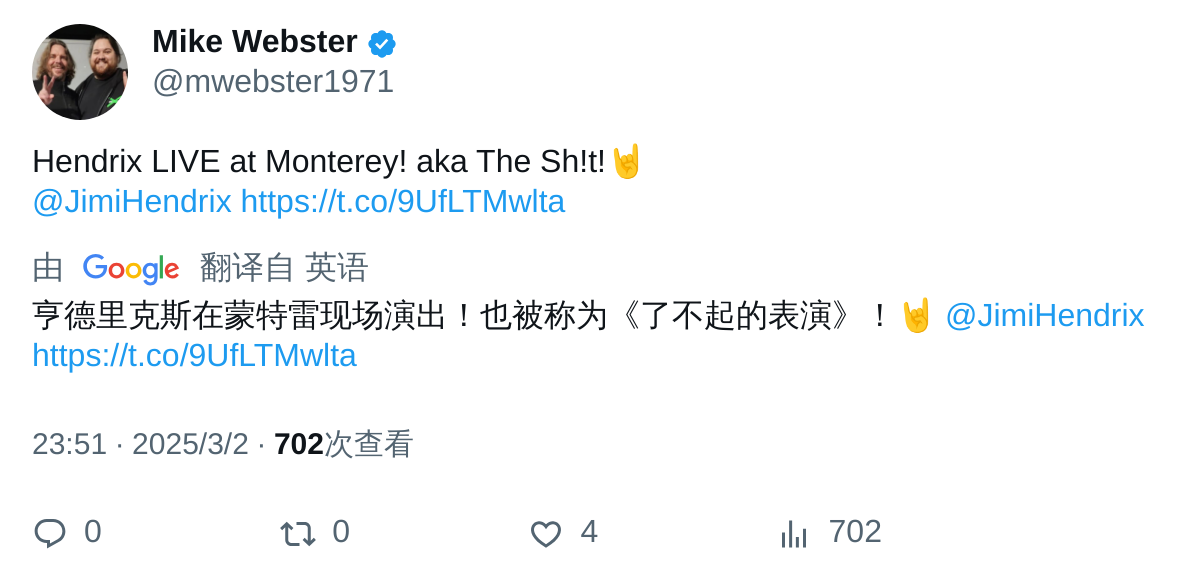 Mike Webster
@mwebster1971
Hendrix LIVE at Monterey! aka The Sh!t!🤘
@JimiHendrix https://t.co/9UfLTMwlta
由 Google 翻译自 英语
亨德里克斯在蒙特雷现场演出！也被称为《了不起的表演》！🤘 @JimiHendrix
https://t.co/9UfLTMwlta
23:51 · 2025/3/2 · 702次查看
0 0 4 702